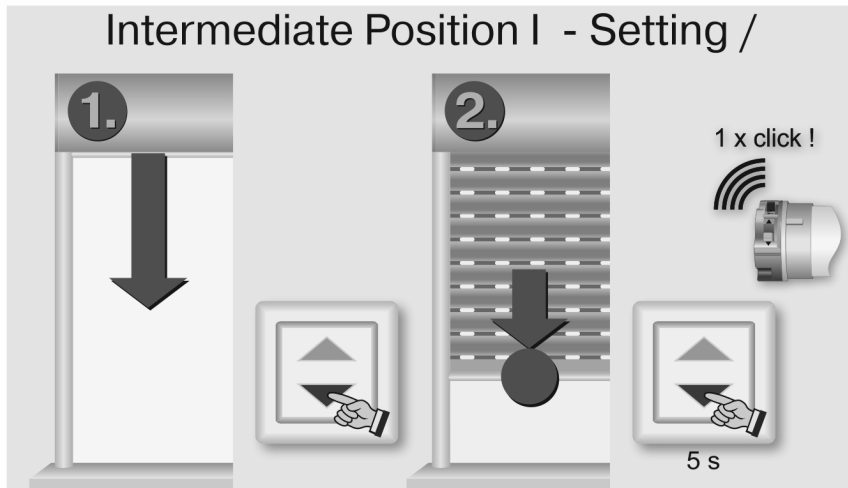 Intermediate Position I - Setting /
1.
2.
1 x click !
5 s